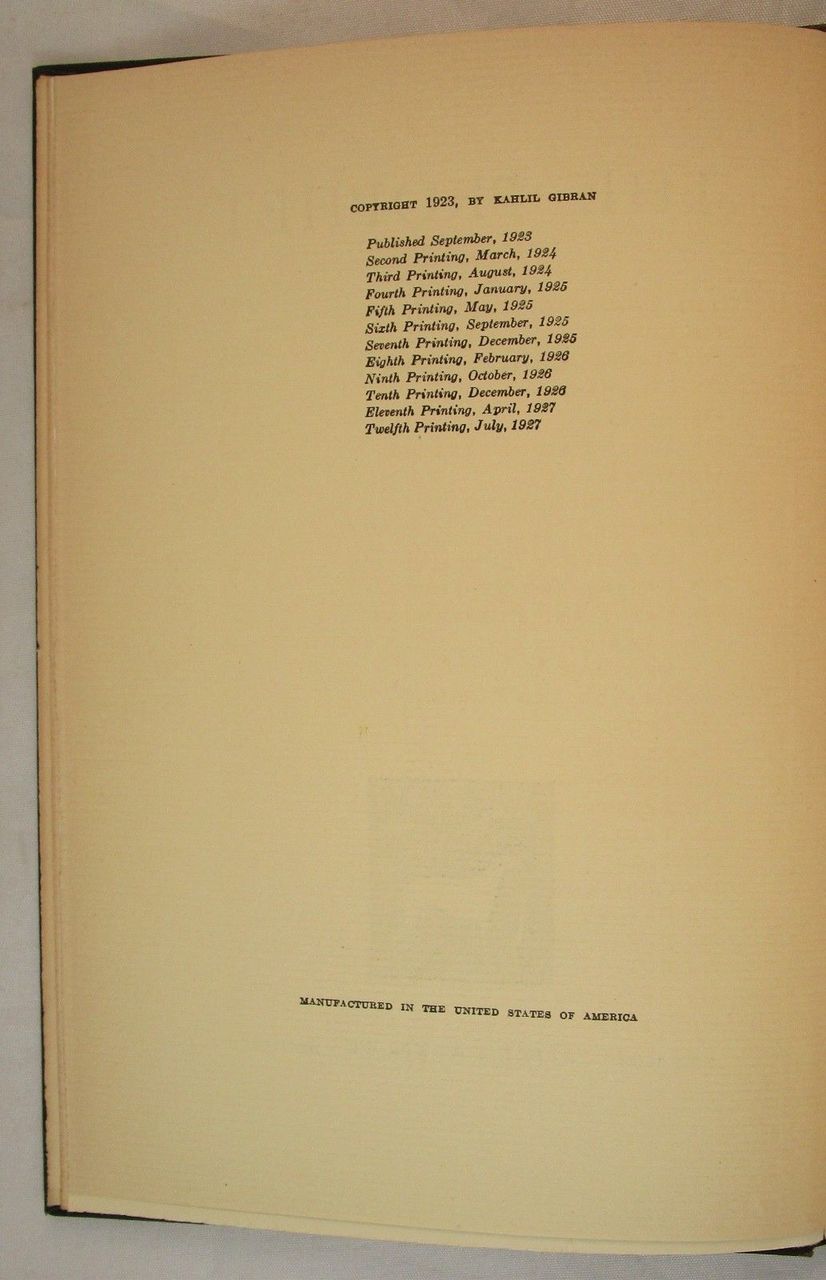 COPYRIGHT 1923, BY KAHLIL GIBRAN
Published September, 1923
Second Printing, March, 1924
Third Printing, August, 1924
Fourth Printing, January, 1925
Fifth Printing, May, 1925
Sixth Printing, September, 1925
Seventh Printing, December, 1925
Eighth Printing, February, 1926
Ninth Printing, October, 1926
Tenth Printing, December, 1926
Eleventh Printing, April, 1927
Twelfth Printing, July, 1927
MANUFACTURED IN THE UNITED STATES OF AMERICA